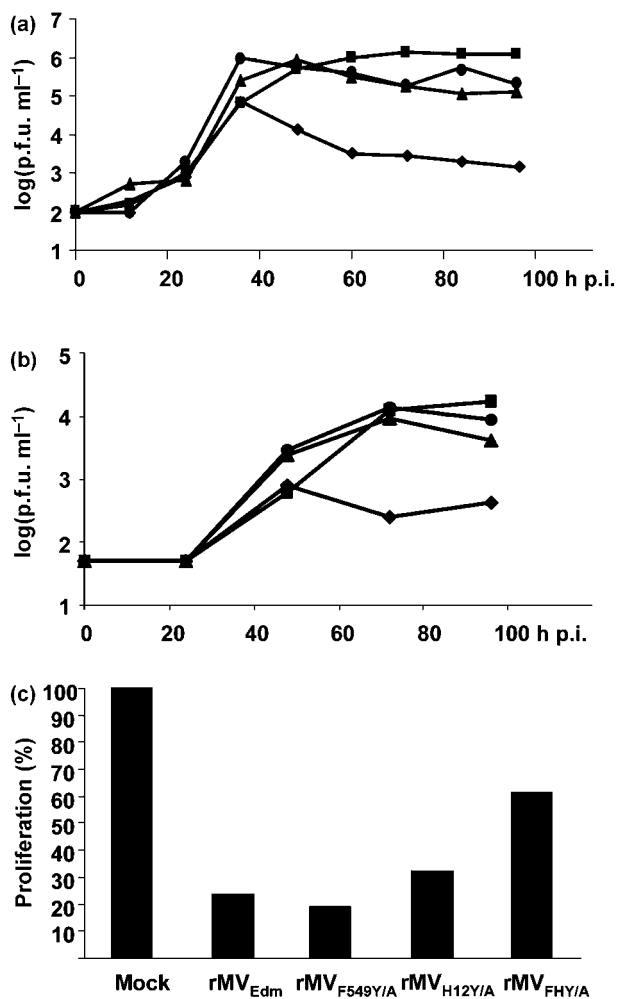 (a)
log(p.f.u. ml⁻¹)
7
6
5
4
3
2
1
0 20 40 60 80 100 h p.i.
(b)
log(p.f.u. ml⁻¹)
5
4
3
2
1
0 20 40 60 80 100 h p.i.
(c)
Proliferation (%)
100
90
80
70
60
50
40
30
20
10
Mock rMV_Edm rMV_F549Y/A rMV_H12Y/A rMV_FHY/A